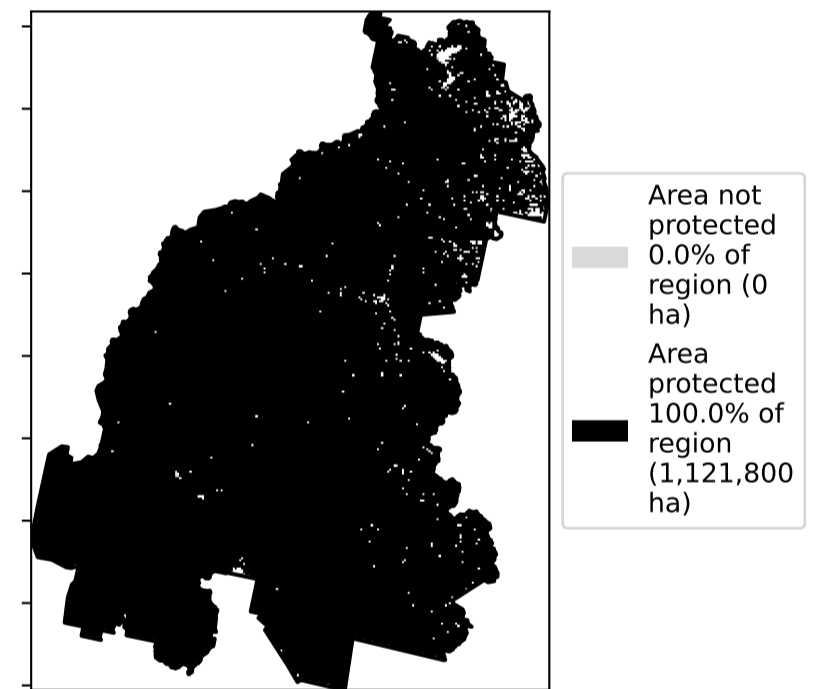 Area not
protected
0.0% of
region (0
ha)
Area
protected
100.0% of
region
(1,121,800
ha)